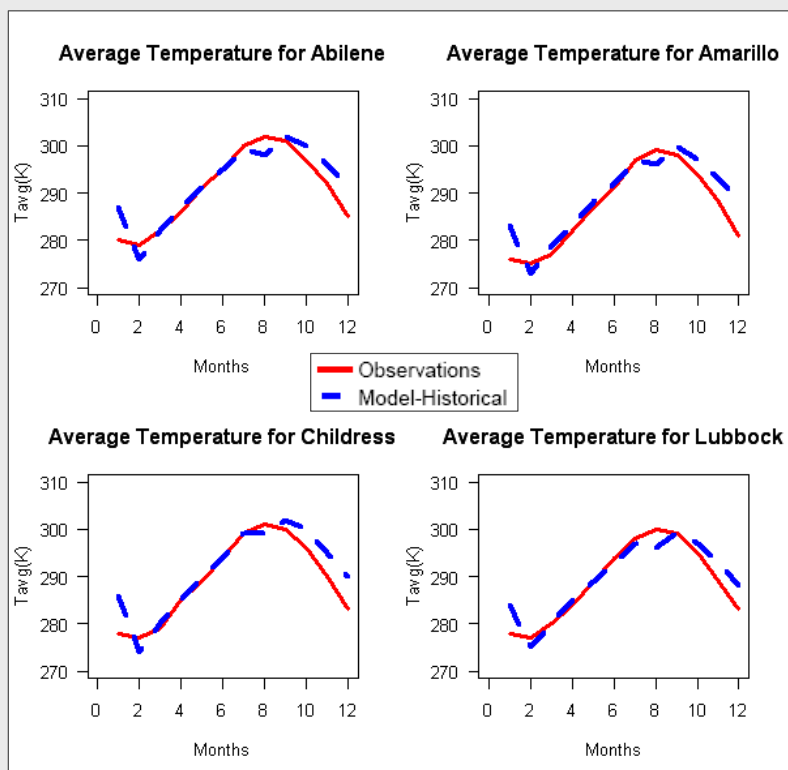 Average Temperature for Abilene
Average Temperature for Amarillo
310
300
290
280
270
Tavg(K)
0 2 4 6 8 10 12
Months
310
300
290
280
270
Tavg(K)
0 2 4 6 8 10 12
Months
Observations
Model-Historical
Average Temperature for Childress
Average Temperature for Lubbock
310
300
290
280
270
Tavg(K)
0 2 4 6 8 10 12
Months
310
300
290
280
270
Tavg(K)
0 2 4 6 8 10 12
Months